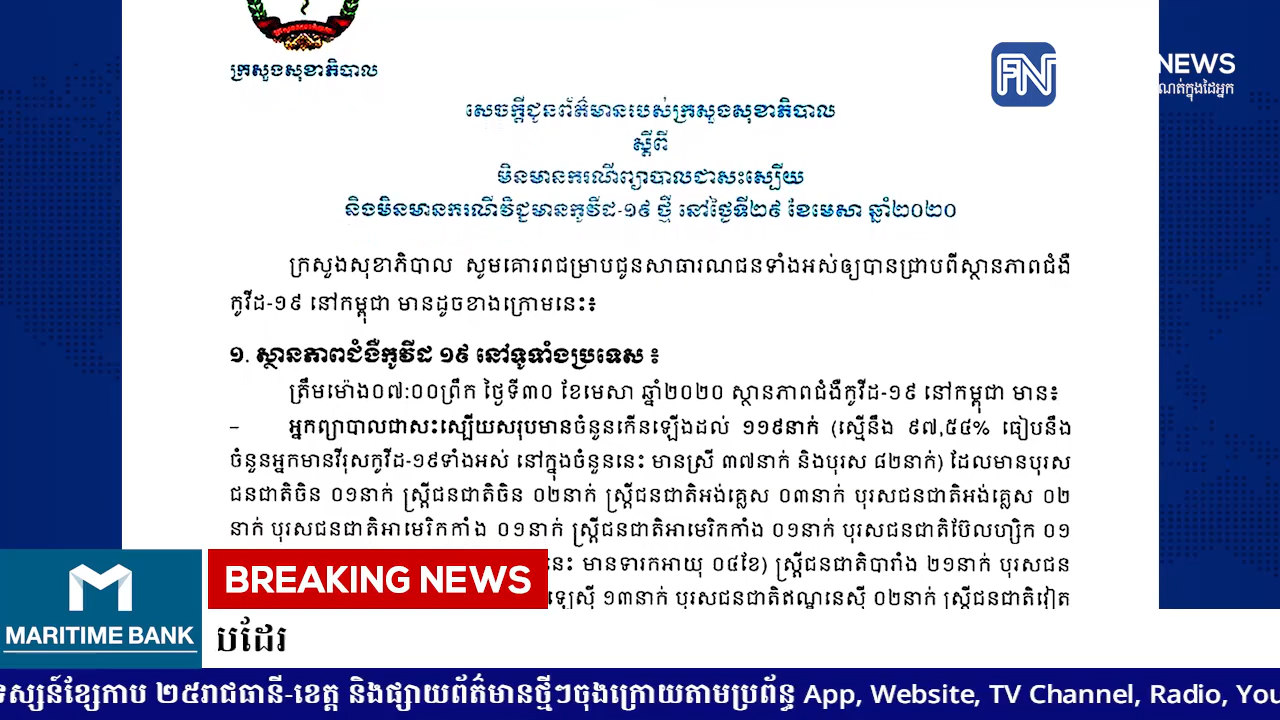 ក្រសួងសុខាភិបាល
NEWS
ណត់ក្នុងដៃអ្នក
FN
សេចក្តីជូនព័ត៌មានរបស់ក្រសួងសុខាភិបាល
ស្តីពី
មិនមានករណីព្យាបាលជាសះស្បើយ
និងមិនមានករណីវិជ្ជមានកូវីដ-១៩ ថ្មី នៅថ្ងៃទី២៩ ខែមេសា ឆ្នាំ២០២០
ក្រសួងសុខាភិបាល សូមគោរពជម្រាបជូនសាធារណជនទាំងអស់ឲ្យបានជ្រាបពីស្ថានភាពជំងឺ
កូវីដ-១៩ នៅកម្ពុជា មានដូចខាងក្រោមនេះ៖
១. ស្ថានភាពជំងឺកូវីដ ១៩ នៅទូទាំងប្រទេស ៖
ត្រឹមម៉ោង០៧:០០ព្រឹក ថ្ងៃទី៣០ ខែមេសា ឆ្នាំ២០២០ ស្ថានភាពជំងឺកូវីដ-១៩ នៅកម្ពុជា មាន៖
– អ្នកព្យាបាលជាសះស្បើយសរុបមានចំនួនកើនឡើងដល់ ១១៩នាក់ (ស្មើនឹង ៩៧,៥៤% ធៀបនឹង
ចំនួនអ្នកមានវីរុសកូវីដ-១៩ទាំងអស់ នៅក្នុងចំនួននេះ មានស្រី ៣៧នាក់ និងបុរស ៨២នាក់) ដែលមានបុរស
ជនជាតិចិន ០១នាក់ ស្ត្រីជនជាតិចិន ០២នាក់ ស្ត្រីជនជាតិអង់គ្លេស ០៣នាក់ បុរសជនជាតិអង់គ្លេស ០២
នាក់ បុរសជនជាតិអាមេរិកកាំង ០១នាក់ ស្ត្រីជនជាតិអាមេរិកកាំង ០១នាក់ បុរសជនជាតិប៊ែលហ្សិក ០១
នេះ មានទារកអាយុ ០៤ខែ) ស្ត្រីជនជាតិបារាំង ២១នាក់ បុរសជន
ឡេស៊ី ១៣នាក់ បុរសជនជាតិឥណ្ឌូនេស៊ី ០២នាក់ ស្ត្រីជនជាតិវៀត
BREAKING NEWS
MARITIME BANK
បដែរ
ទស្សន៍ខ្សែកាប ២៥រាជធានី-ខេត្ត និងផ្សាយព័ត៌មានថ្មីៗចុងក្រោយតាមប្រព័ន្ធ App, Website, TV Channel, Radio, You